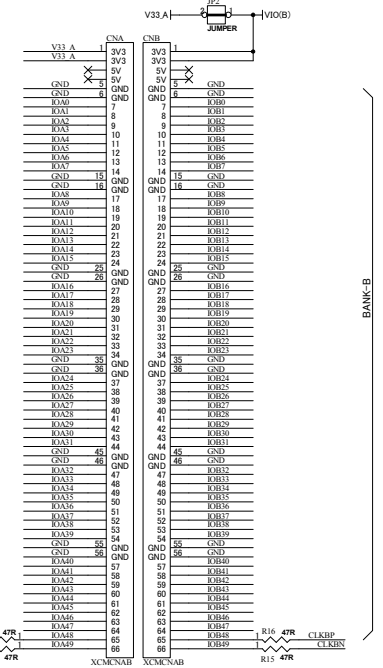 JP2
V33_A 2 1 VIO(B)
JUMPER
CNA CNB
V33_A 1 3V3 3V3 1
V33_A 3V3 3V3
5V 5V
5V 5V
GND 5 GND GND 5 GND
GND 6 GND GND 6 GND
IOA0 7 7 IOB0
IOA1 8 8 IOB1
IOA2 9 9 IOB2
IOA3 10 10 IOB3
IOA4 11 11 IOB4
IOA5 12 12 IOB5
IOA6 13 13 IOB6
IOA7 14 14 IOB7
GND 15 GND GND 15 GND
GND 16 GND GND 16 GND
IOA8 17 17 IOB8
IOA9 18 18 IOB9
IOA10 19 19 IOB10
IOA11 20 20 IOB11
IOA12 21 21 IOB12
IOA13 22 22 IOB13
IOA14 23 23 IOB14
IOA15 24 24 IOB15
GND 25 GND GND 25 GND
GND 26 GND GND 26 GND
IOA16 27 27 IOB16
IOA17 28 28 IOB17
IOA18 29 29 IOB18
IOA19 30 30 IOB19
IOA20 31 31 IOB20
IOA21 32 32 IOB21
IOA22 33 33 IOB22
IOA23 34 34 IOB23
GND 35 GND GND 35 GND
GND 36 GND GND 36 GND
IOA24 37 37 IOB24
IOA25 38 38 IOB25
IOA26 39 39 IOB26
IOA27 40 40 IOB27
IOA28 41 41 IOB28
IOA29 42 42 IOB29
IOA30 43 43 IOB30
IOA31 44 44 IOB31
GND 45 GND GND 45 GND
GND 46 GND GND 46 GND
IOA32 47 47 IOB32
IOA33 48 48 IOB33
IOA34 49 49 IOB34
IOA35 50 50 IOB35
IOA36 51 51 IOB36
IOA37 52 52 IOB37
IOA38 53 53 IOB38
IOA39 54 54 IOB39
GND 55 GND GND 55 GND
GND 56 GND GND 56 GND
IOA40 57 57 IOB40
IOA41 58 58 IOB41
IOA42 59 59 IOB42
IOA43 60 60 IOB43
IOA44 61 61 IOB44
IOA45 62 62 IOB45
IOA46 63 63 IOB46
IOA47 64 64 IOB47
47R 1 IOA48 65 65 IOB48 1 R16 47R CLKBP
47R 1 IOA49 66 66 IOB49 1 R15 47R CLKBN
XCMCNAB XCMCNAB
BANK-B